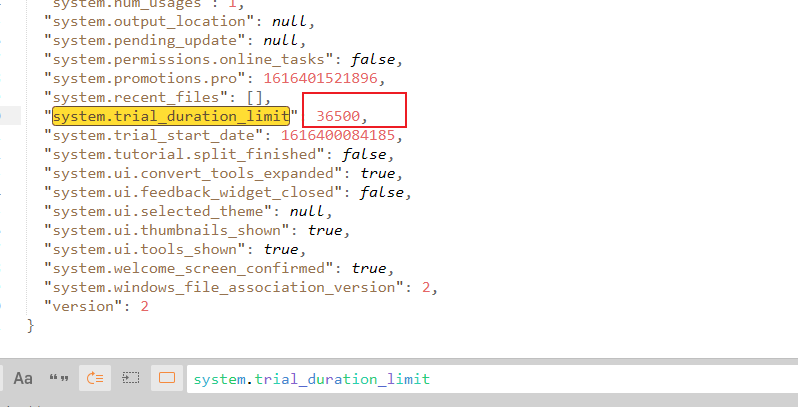 "system.num_usages": 1,
"system.output_location": null,
"system.pending_update": null,
"system.permissions.online_tasks": false,
"system.promotions.pro": 1616401521896,
"system.recent_files": [],
"system.trial_duration_limit" 36500,
"system.trial_start_date": 1616400084185,
"system.tutorial.split_finished": false,
"system.ui.convert_tools_expanded": true,
"system.ui.feedback_widget_closed": false,
"system.ui.selected_theme": null,
"system.ui.thumbnails_shown": true,
"system.ui.tools_shown": true,
"system.welcome_screen_confirmed": true,
"system.windows_file_association_version": 2,
"version": 2
}
Aa “” system.trial_duration_limit